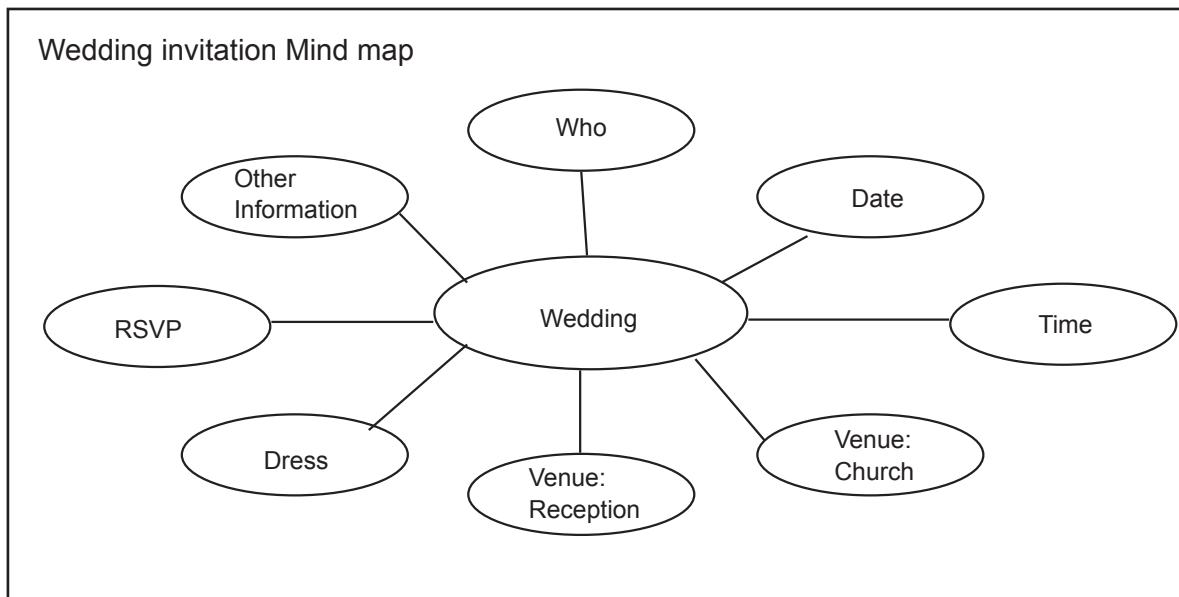 Wedding invitation Mind map
Who
Other
Information
Date
RSVP
Wedding
Time
Dress
Venue:
Reception
Venue:
Church